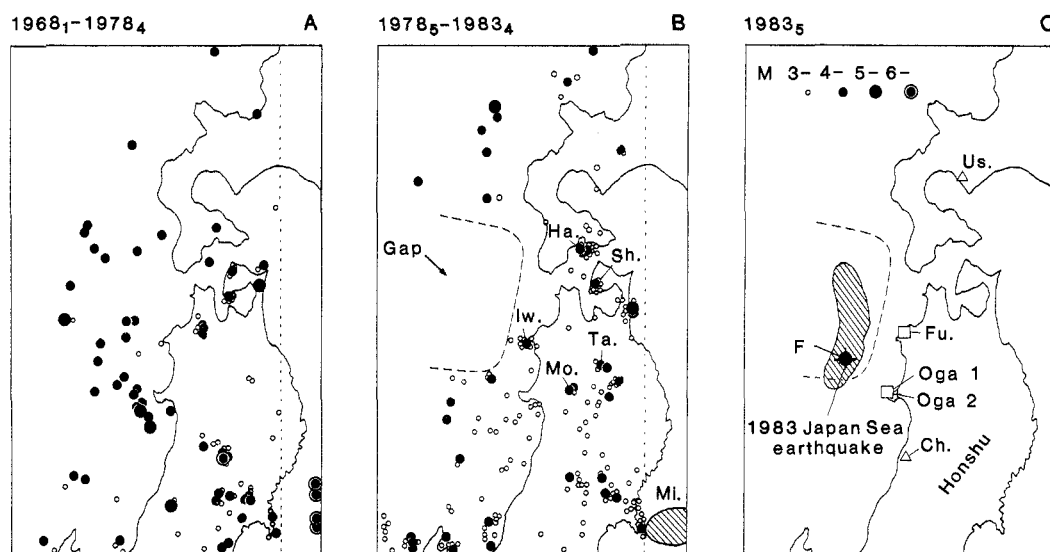 1968₁-1978₄ A
1978₅-1983₄ B
Gap
Ha.
Sh.
Iw.
Ta.
Mo.
Mi.
1983₅ C
M 3- 4- 5- 6-
Us.
F
Fu.
Oga 1
Oga 2
1983 Japan Sea
earthquake
Ch.
Honshu